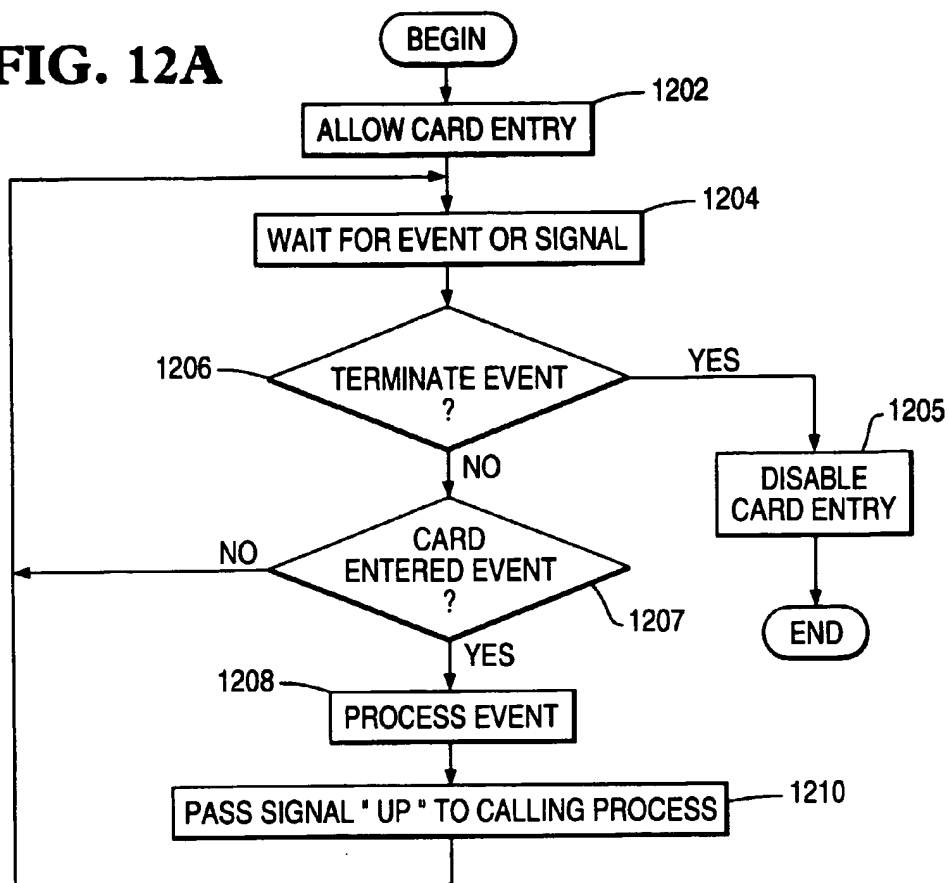 FIG. 12A
BEGIN
1202
ALLOW CARD ENTRY
1204
WAIT FOR EVENT OR SIGNAL
1206
TERMINATE EVENT
?
YES
1205
DISABLE
CARD ENTRY
NO
END
CARD
ENTERED EVENT
?
NO
1207
YES
1208
PROCESS EVENT
1210
PASS SIGNAL " UP " TO CALLING PROCESS